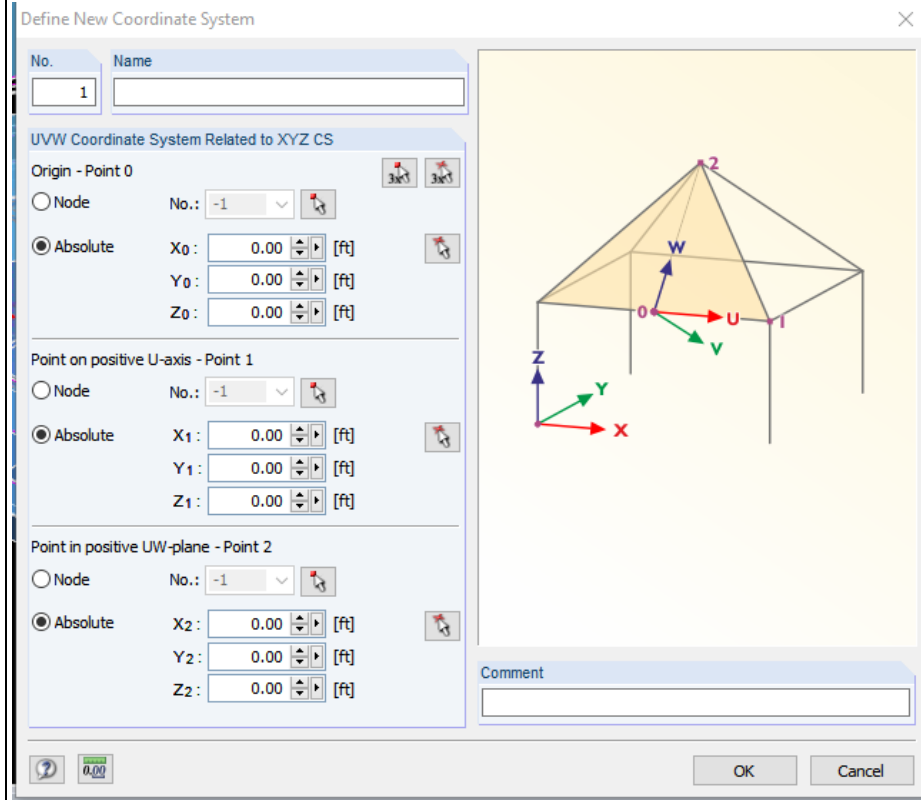 Define New Coordinate System
No.
Name
1
UVW Coordinate System Related to XYZ CS
Origin - Point 0
3x
3x
Node
No.:
-1
Absolute
X0 :
0.00
[ft]
Y0 :
0.00
[ft]
Z0 :
0.00
[ft]
Point on positive U-axis - Point 1
Node
No.:
-1
Absolute
X1 :
0.00
[ft]
Y1 :
0.00
[ft]
Z1 :
0.00
[ft]
Point in positive UW-plane - Point 2
Node
No.:
-1
Absolute
X2 :
0.00
[ft]
Y2 :
0.00
[ft]
Z2 :
0.00
[ft]
2
W
0
U
1
V
Z
Y
X
Comment
0.00
OK
Cancel